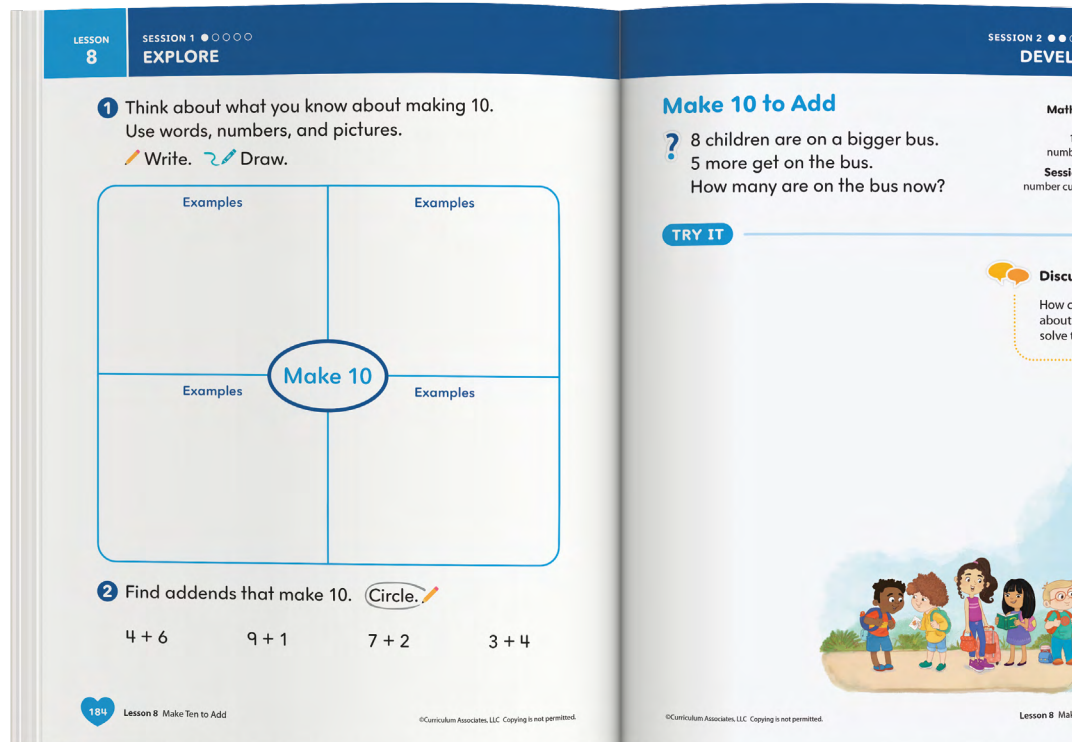 LESSON
8
SESSION 1
EXPLORE
1 Think about what you know about making 10.
Use words, numbers, and pictures.
Write. Draw.
Examples
Examples
Make 10
Examples
Examples
2 Find addends that make 10. Circle.
4 + 6 9 + 1 7 + 2 3 + 4
184 Lesson 8 Make Ten to Add
©Curriculum Associates, LLC Copying is not permitted.
SESSION 2
Make 10 to Add
? 8 children are on a bigger bus.
5 more get on the bus.
How many are on the bus now?
TRY IT
How
about
solve
©Curriculum Associates, LLC Copying is not permitted.
Lesson 8